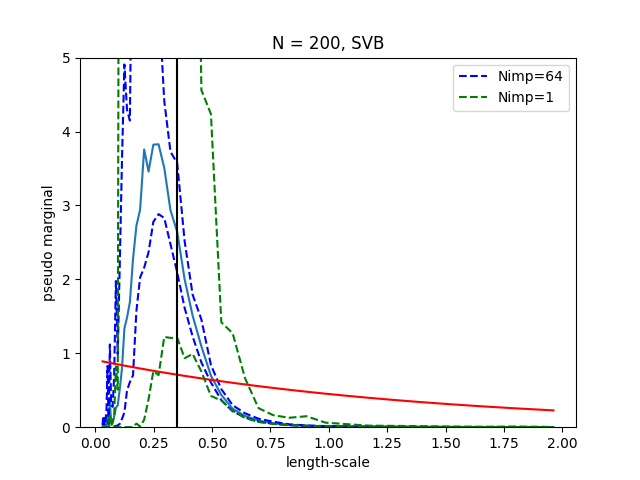 N = 200, SVB
Nimp=64
Nimp=1
pseudo marginal
5
4
3
2
1
0
0.00 0.25 0.50 0.75 1.00 1.25 1.50 1.75 2.00
length-scale